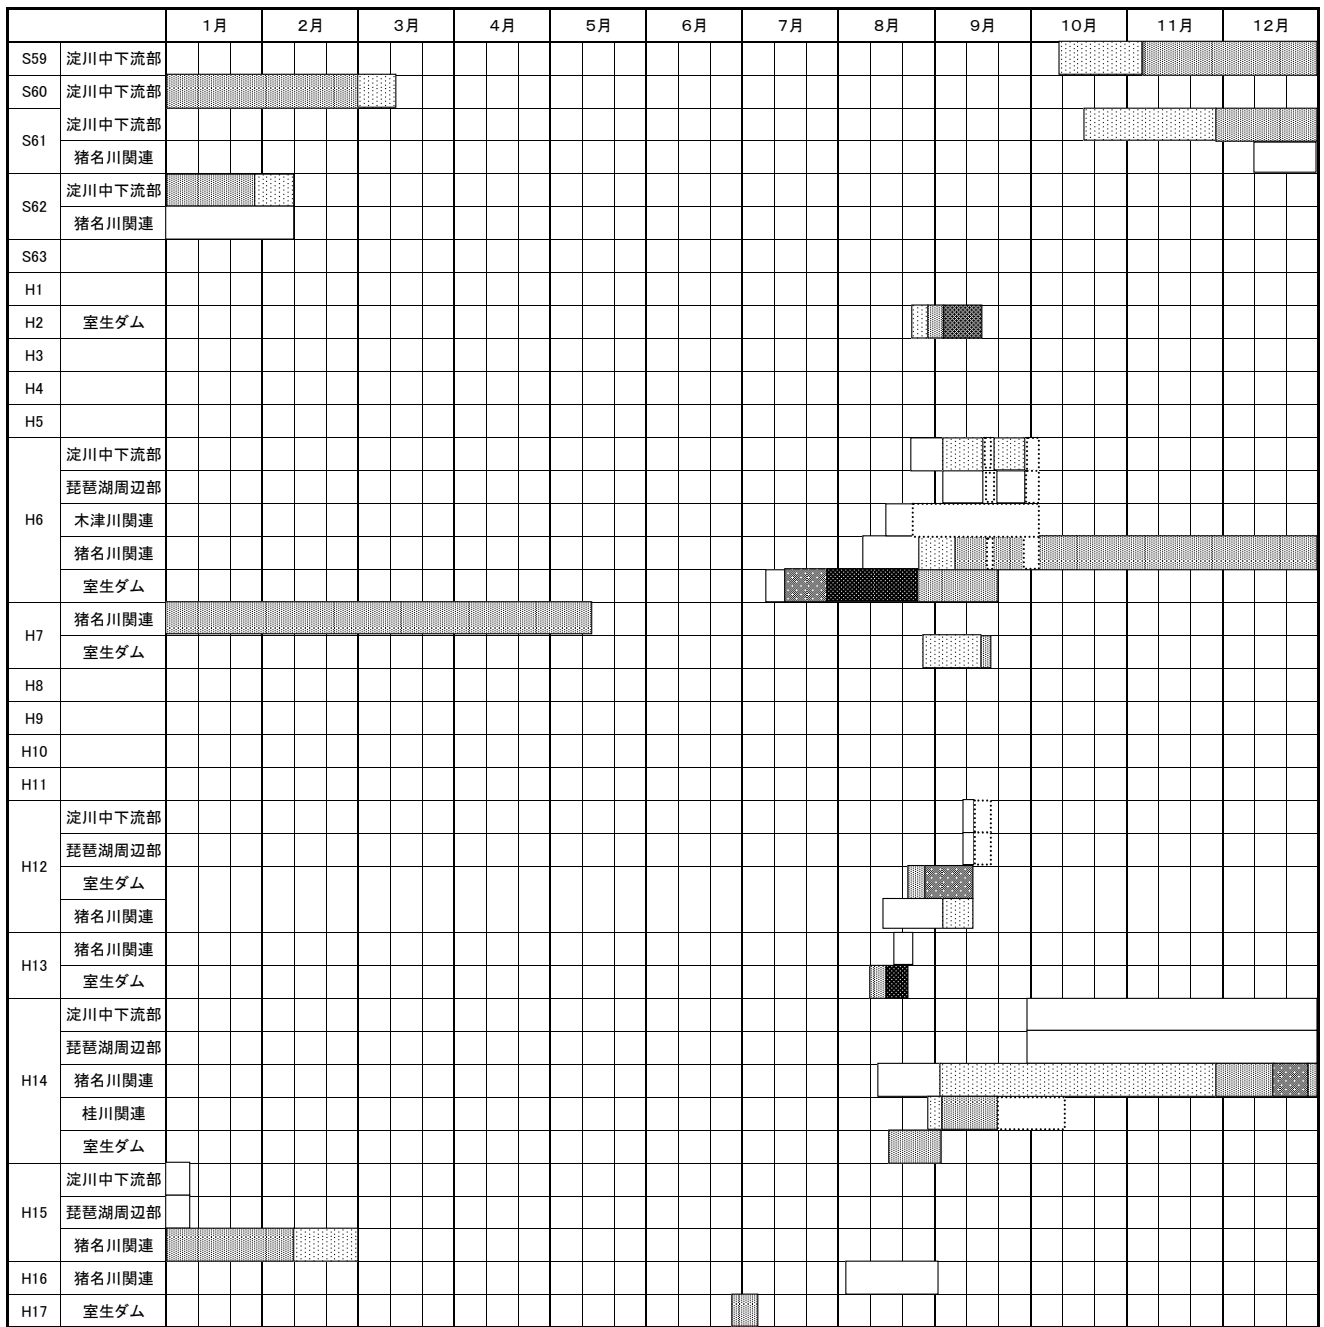 1月 2月 3月 4月 5月 6月 7月 8月 9月 10月 11月 12月
S59 淀川中下流部
S60 淀川中下流部
S61 淀川中下流部
猪名川関連
S62 淀川中下流部
猪名川関連
S63
H1
H2 室生ダム
H3
H4
H5
H6 淀川中下流部
琵琶湖周辺部
木津川関連
猪名川関連
室生ダム
H7 猪名川関連
室生ダム
H8
H9
H10
H11
H12 淀川中下流部
琵琶湖周辺部
室生ダム
猪名川関連
H13 猪名川関連
室生ダム
H14 淀川中下流部
琵琶湖周辺部
猪名川関連
桂川関連
室生ダム
H15 淀川中下流部
琵琶湖周辺部
猪名川関連
H16 猪名川関連
H17 室生ダム